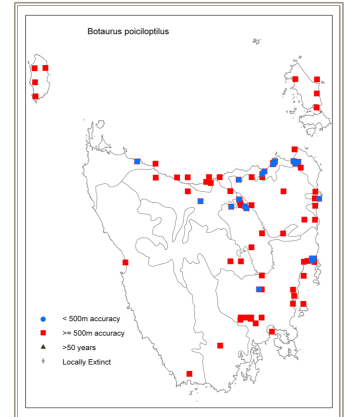 Botaurus poiciloptilus
< 500m accuracy
>= 500m accuracy
>50 years
Locally Extinct